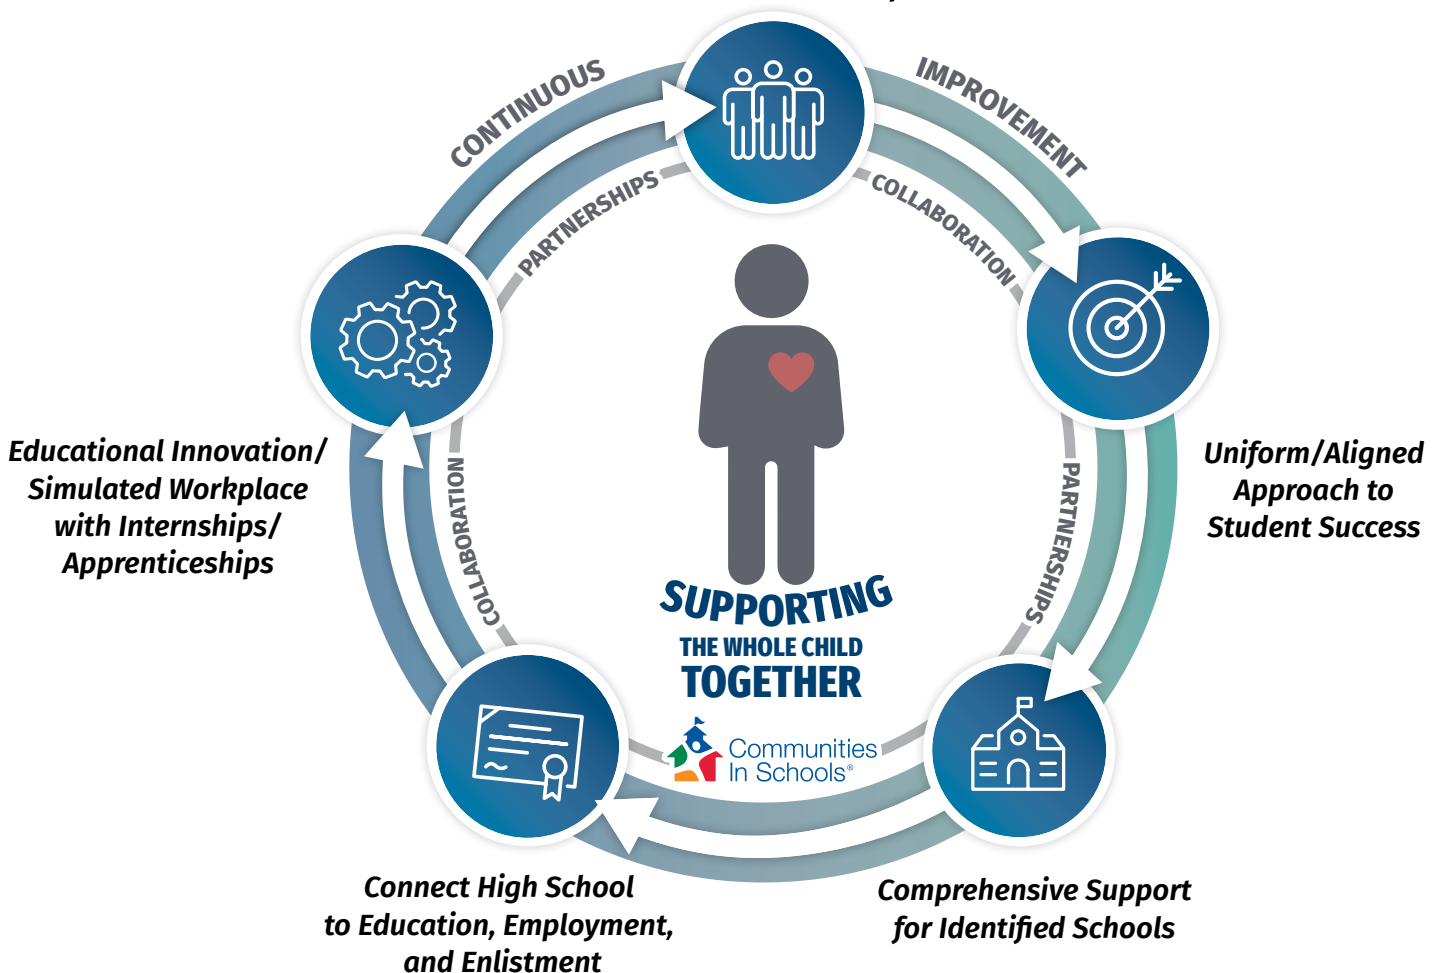 CONTINUOUS
IMPROVEMENT
PARTNERSHIPS
COLLABORATION
Educational Innovation/
Simulated Workplace
with Internships/
Apprenticeships
Uniform/Aligned
Approach to
Student Success
COLLABORATION
PARTNERSHIPS
SUPPORTING
THE WHOLE CHILD
TOGETHER
Communities
In Schools®
Connect High School
to Education, Employment,
and Enlistment
Comprehensive Support
for Identified Schools